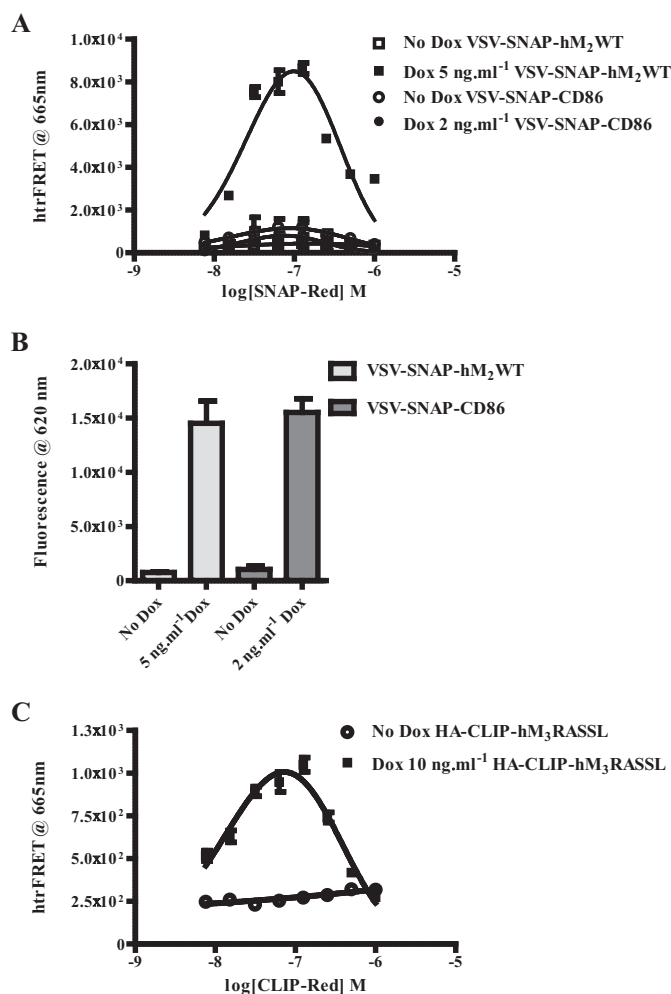 A
htrFRET @ 665nm
1.0x10⁴
8.0x10³
6.0x10³
4.0x10³
2.0x10³
0
-9
-8
-7
-6
-5
log[SNAP-Red] M
No Dox VSV-SNAP-hM₂WT
Dox 5 ng.ml⁻¹ VSV-SNAP-hM₂WT
No Dox VSV-SNAP-CD86
Dox 2 ng.ml⁻¹ VSV-SNAP-CD86
B
Fluorescence @ 620 nm
2.0x10⁴
1.5x10⁴
1.0x10⁴
5.0x10³
0
No Dox
5 ng.ml⁻¹ Dox
No Dox
2 ng.ml⁻¹ Dox
VSV-SNAP-hM₂WT
VSV-SNAP-CD86
C
htrFRET @ 665nm
1.3x10³
1.0x10³
7.5x10²
5.0x10²
2.5x10²
0
-9
-8
-7
-6
-5
log[CLIP-Red] M
No Dox HA-CLIP-hM₃RASSL
Dox 10 ng.ml⁻¹ HA-CLIP-hM₃RASSL